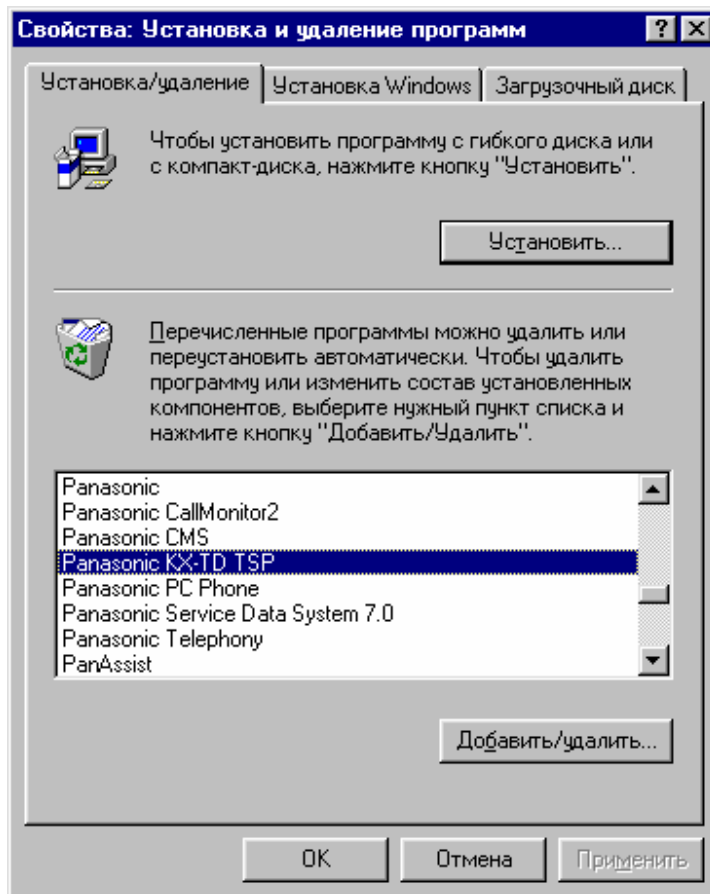 Свойства: Установка и удаление программ
Установка/удаление Установка Windows Загрузочный диск
Чтобы установить программу с гибкого диска или
с компакт-диска, нажмите кнопку "Установить".
Установить...
Перечисленные программы можно удалить или
переустановить автоматически. Чтобы удалить
программу или изменить состав установленных
компонентов, выберите нужный пункт списка и
нажмите кнопку "Добавить/Удалить".
Panasonic
Panasonic CallMonitor2
Panasonic CMS
Panasonic KX-TD TSP
Panasonic PC Phone
Panasonic Service Data System 7.0
Panasonic Telephony
PanAssist
Добавить/удалить...
OK Отмена Применить